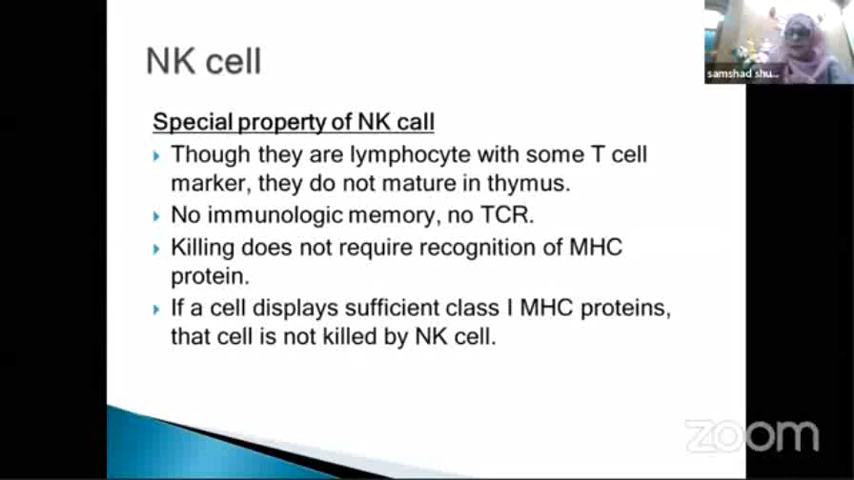 NK cell
samshad shu...
Special property of NK call
Though they are lymphocyte with some T cell
marker, they do not mature in thymus.
No immunologic memory, no TCR.
Killing does not require recognition of MHC
protein.
If a cell displays sufficient class I MHC proteins,
that cell is not killed by NK cell.
zoom